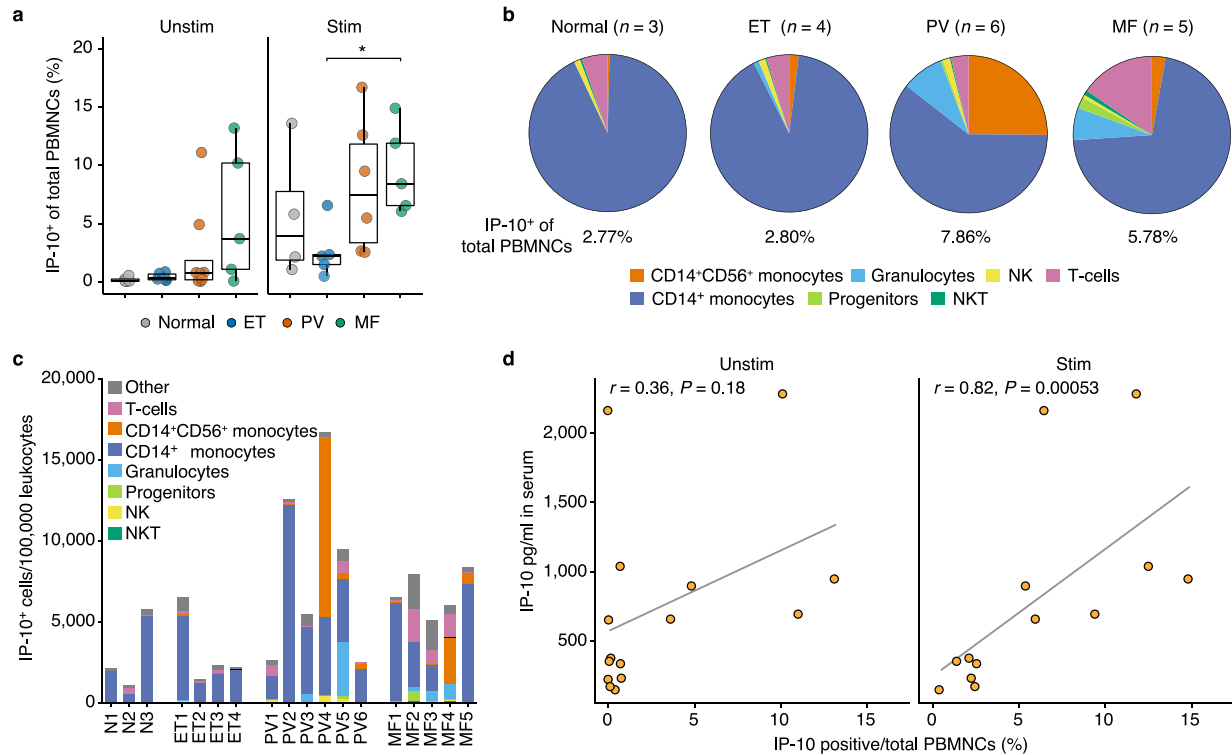 a
Unstim Stim
20
15
10
5
0
*
IP-10⁺ of total PBMNCs (%)
Normal ET PV MF
b
Normal (n = 3) ET (n = 4) PV (n = 6) MF (n = 5)
IP-10⁺ of
total PBMNCs
2.77% 2.80% 7.86% 5.78%
CD14⁺CD56⁺ monocytes Granulocytes NK T-cells
CD14⁺ monocytes Progenitors NKT
c
20,000
15,000
10,000
5,000
0
IP-10⁺ cells/100,000 leukocytes
Other
T-cells
CD14⁺CD56⁺ monocytes
CD14⁺ monocytes
Granulocytes
Progenitors
NK
NKT
N1 N2 N3 ET1 ET2 ET3 ET4 PV1 PV2 PV3 PV4 PV5 PV6 MF1 MF2 MF3 MF4 MF5
d
Unstim Stim
r = 0.36, P = 0.18 r = 0.82, P = 0.00053
2,000
1,500
1,000
500
IP-10 pg/ml in serum
0 5 10 15 0 5 10 15
IP-10 positive/total PBMNCs (%)